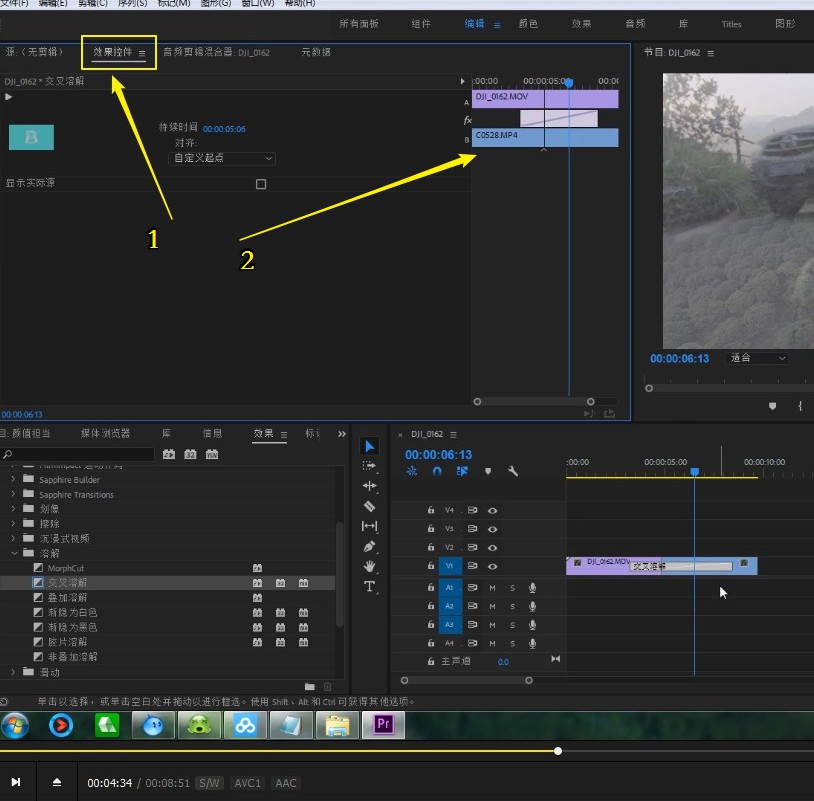 文件(F) 编辑(E) 剪辑(C) 序列(S) 标记(M) 图形(G) 窗口(W) 帮助(H)
所有面板 组件 编辑 颜色 效果 音频 库 Titles 图形
源:（无剪辑） 效果控件 音频剪辑混合器: DJI_0162 元数据
节目: DJI_0162
DJI_0162 * 交叉溶解
:00:00 00:00:05:00 00:00
A DJI_0162.MOV
fx
B C0528.MP4
B
持续时间 00:00:05:06
对齐:
自定义起点
显示实际源
1
2
00:00:06:13 适合
00:00:06:13
目: 颜值担当 媒体浏览器 库 信息 效果 标记
Sapphire Builder
Sapphire Transitions
划像
擦除
沉浸式视频
溶解
MorphCut
交叉溶解
叠加溶解
渐隐为白色
渐隐为黑色
胶片溶解
非叠加溶解
滑动
DJI_0162
00:00:06:13
:00:00 00:00:05:00 00:00:10:00
V4
V3
V2
V1 DJI_0162.MOV 交叉溶解
A1 M S
A2 M S
A3 M S
A4 M S
主声道 0.0
T
单击以选择，或单击空白处并拖动以进行框选。使用 Shift、Alt 和 Ctrl 可获得其他选项。
Pr
00:04:34 / 00:08:51 S/W AVC1 AAC